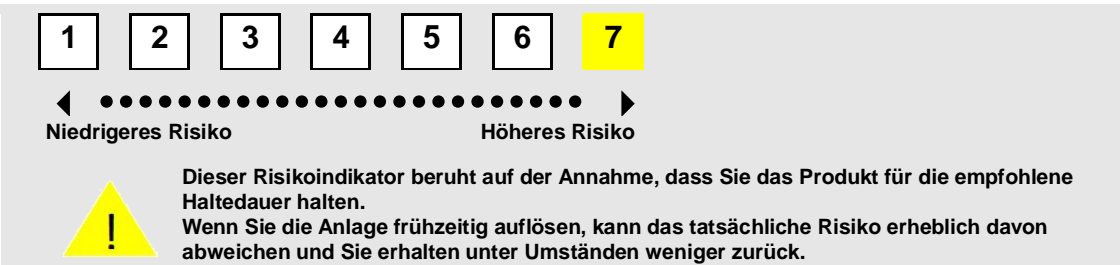 1 2 3 4 5 6 7
Niedrigeres Risiko Höheres Risiko
Dieser Risikoindikator beruht auf der Annahme, dass Sie das Produkt für die empfohlene
Haltedauer halten.
Wenn Sie die Anlage frühzeitig auflösen, kann das tatsächliche Risiko erheblich davon
abweichen und Sie erhalten unter Umständen weniger zurück.
!